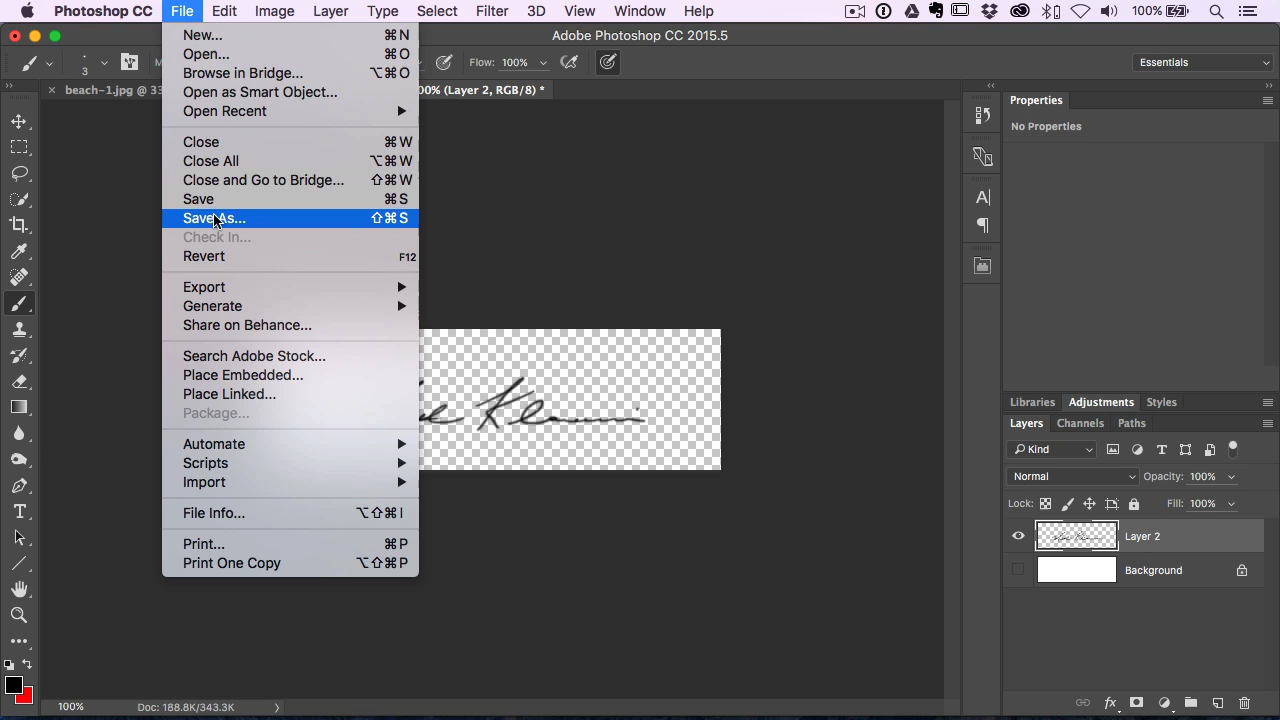 Photoshop CC File Edit Image Layer Type Select Filter 3D View Window Help 100%
Adobe Photoshop CC 2015.5
3 Flow: 100% Essentials
beach-1.jpg @ 33 00% (Layer 2, RGB/8) *
New... ⌘N
Open... ⌘O
Browse in Bridge... ⌥⌘O
Open as Smart Object...
Open Recent
Close ⌘W
Close All ⌥⌘W
Close and Go to Bridge... ⇧⌘W
Save ⌘S
Save As... ⇧⌘S
Check In...
Revert F12
Export
Generate
Share on Behance...
Search Adobe Stock...
Place Embedded...
Place Linked...
Package...
Automate
Scripts
Import
File Info... ⌥⇧⌘I
Print... ⌘P
Print One Copy ⌥⇧⌘P
Properties
No Properties
Libraries Adjustments Styles
Layers Channels Paths
Kind
Normal Opacity: 100%
Lock: Fill: 100%
Layer 2
Background
100% Doc: 188.8K/343.3K